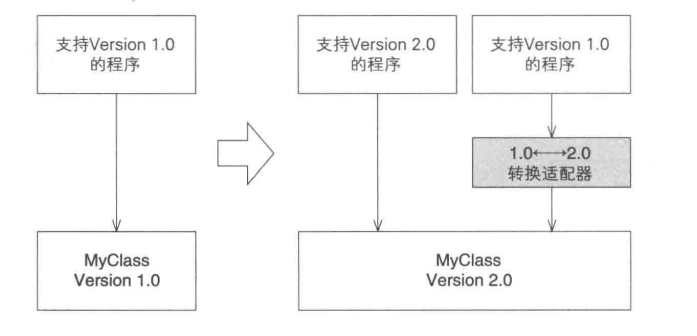 支持Version 1.0
的程序
支持Version 2.0
的程序
支持Version 1.0
的程序
1.0←→2.0
转换适配器
MyClass
Version 1.0
MyClass
Version 2.0